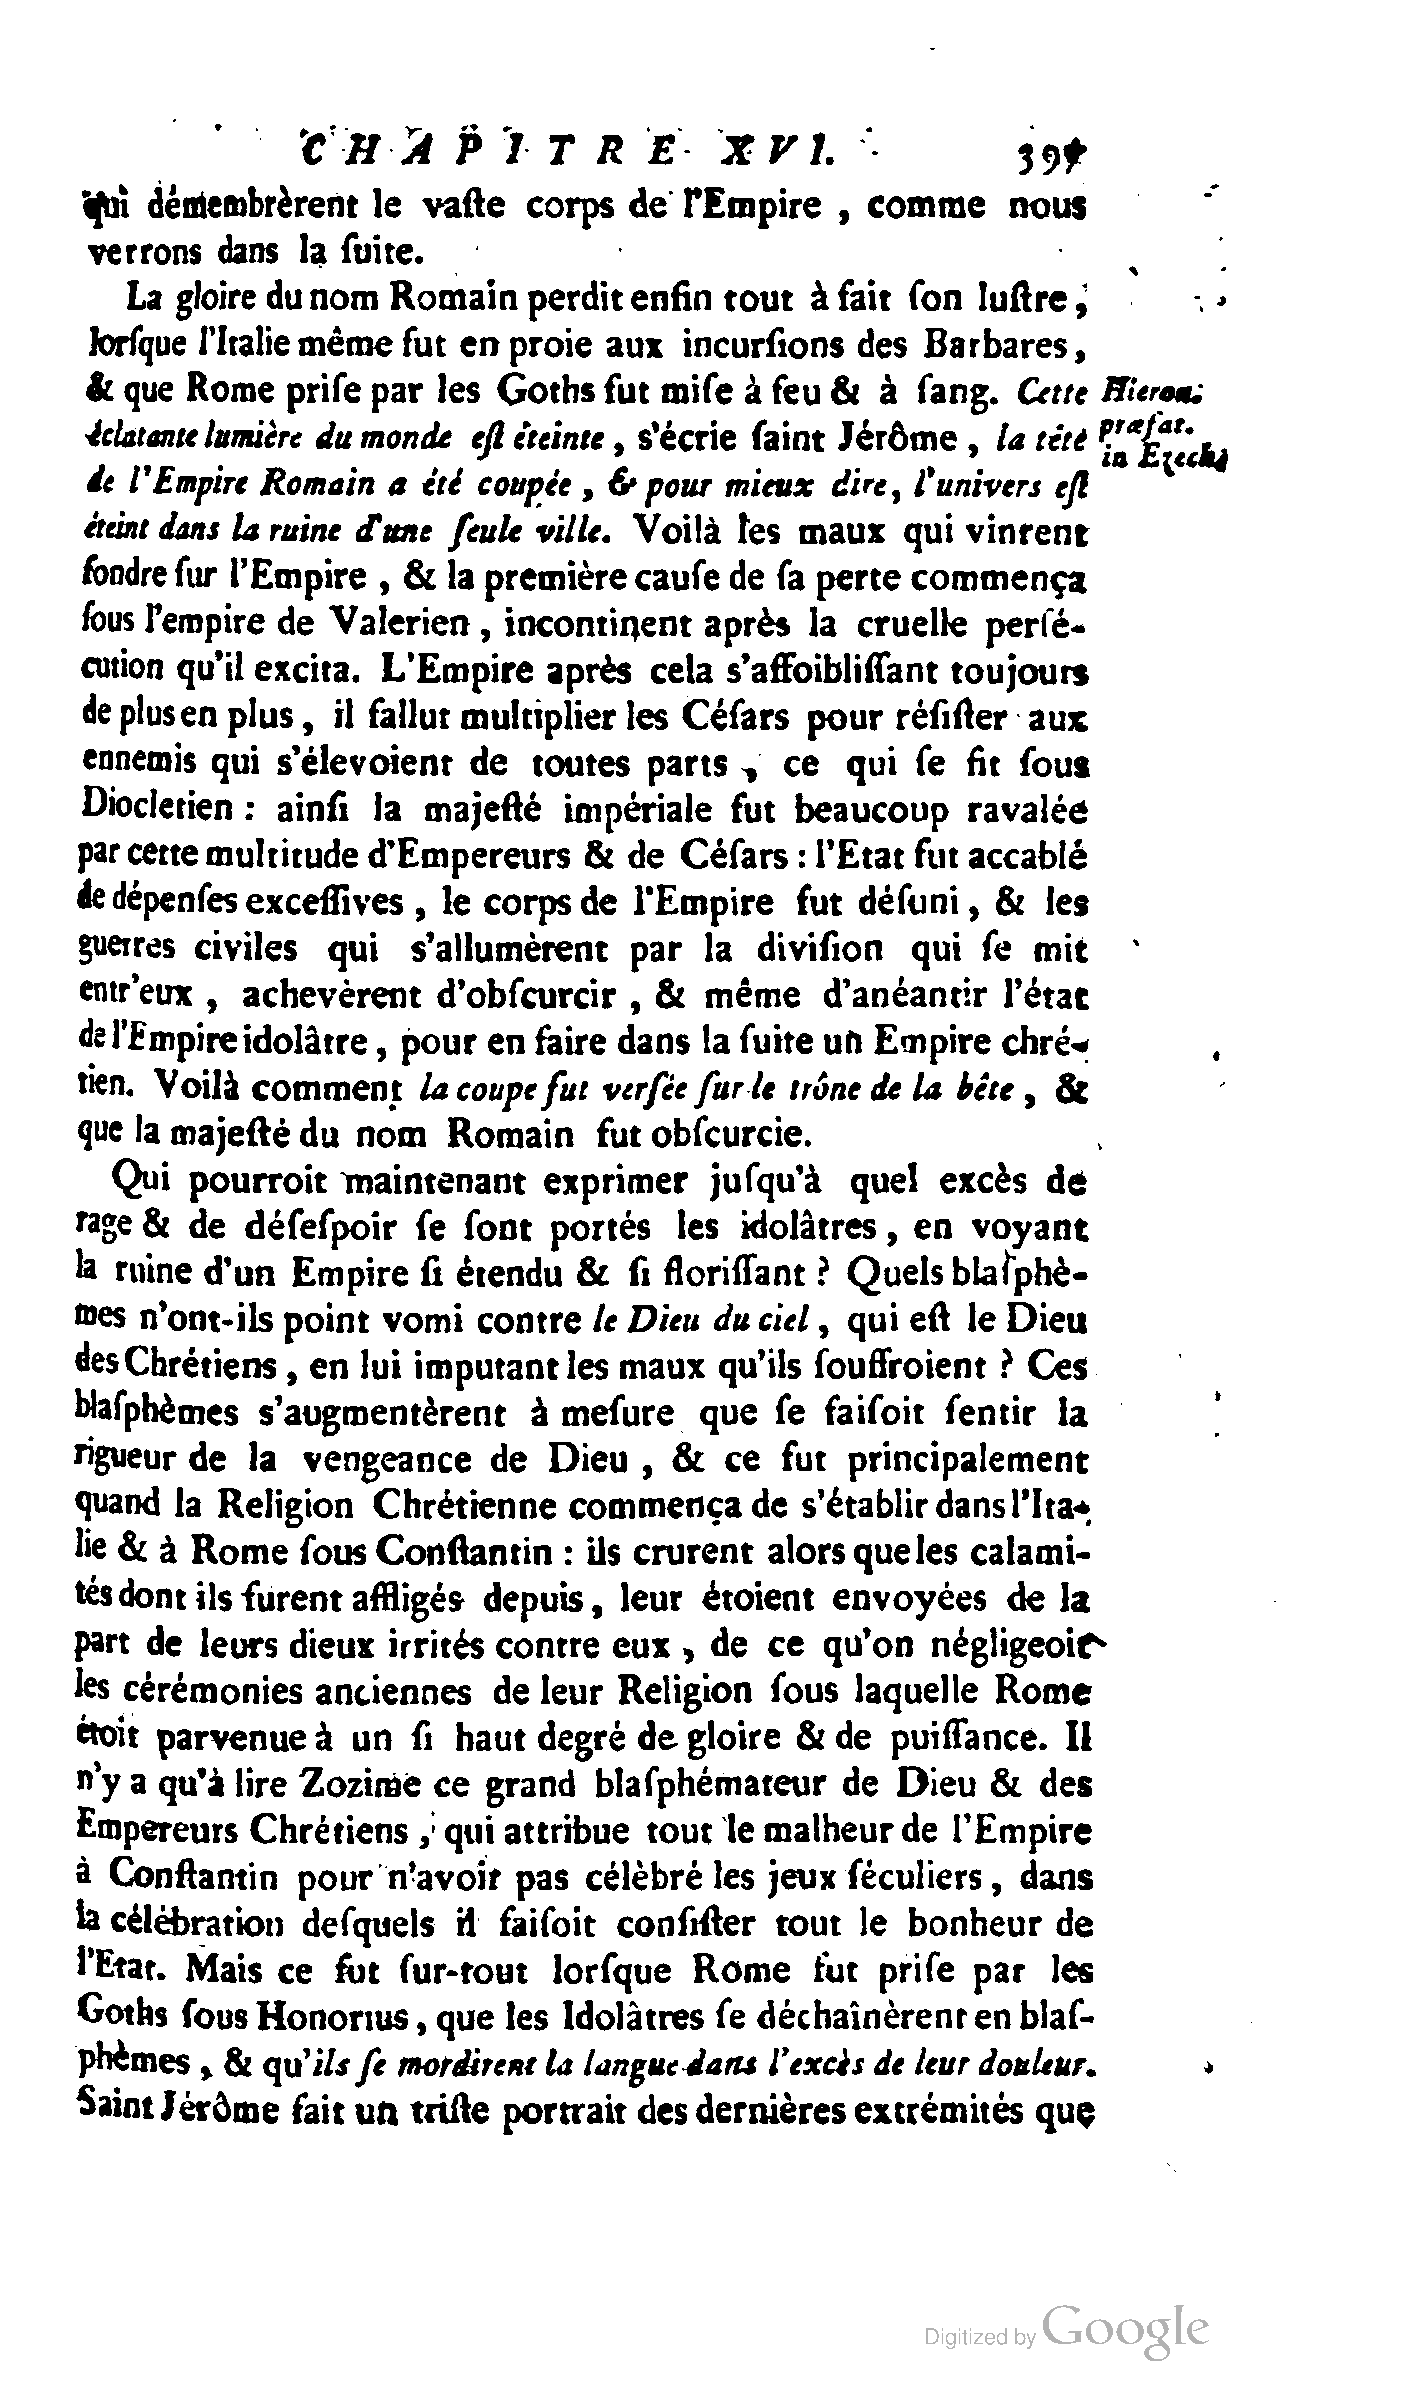 CHAPITRE XVI. 397
qui démembrèrent le vaſte corps de l'Empire, comme nous
verrons dans la ſuite.
La gloire du nom Romain perdit enfin tout à fait ſon luſtre,
lorſque l'Italie même fut en proie aux incurſions des Barbares,
& que Rome priſe par les Goths fut miſe à feu & à ſang. Cette
éclatante lumière du monde eſt éteinte, s'écrie ſaint Jérôme, la tête
de l'Empire Romain a été coupée, & pour mieux dire, l'univers eſt
éteint dans la ruine d'une ſeule ville. Voilà les maux qui vinrent
fondre ſur l'Empire, & la première cauſe de ſa perte commença
ſous l'empire de Valerien, incontinent après la cruelle perſé-
cution qu'il excita. L'Empire après cela s'affoibliſſant toujours
de plus en plus, il fallut multiplier les Céſars pour réſiſter aux
ennemis qui s'élevoient de toutes parts, ce qui ſe fit ſous
Diocletien : ainſi la majeſté impériale fut beaucoup ravalée
par cette multitude d'Empereurs & de Céſars : l'Etat fut accablé
de dépenſes exceſſives, le corps de l'Empire fut déſuni, & les
guerres civiles qui s'allumèrent par la diviſion qui ſe mit
entr'eux, achevèrent d'obſcurcir, & même d'anéantir l'état
de l'Empire idolâtre, pour en faire dans la ſuite un Empire chré-
tien. Voilà comment la coupe fut verſée ſur le trône de la bête, &
que la majeſté du nom Romain fut obſcurcie.
Qui pourroit maintenant exprimer juſqu'à quel excès de
rage & de déſeſpoir ſe ſont portés les idolâtres, en voyant
la ruine d'un Empire ſi étendu & ſi floriſſant ? Quels blaſphè-
mes n'ont-ils point vomi contre le Dieu du ciel, qui eſt le Dieu
des Chrétiens, en lui imputant les maux qu'ils ſouffroient ? Ces
blaſphèmes s'augmentèrent à meſure que ſe faiſoit ſentir la
rigueur de la vengeance de Dieu, & ce fut principalement
quand la Religion Chrétienne commença de s'établir dans l'Ita-
lie & à Rome ſous Conſtantin : ils crurent alors que les calami-
tés dont ils furent affligés depuis, leur étoient envoyées de la
part de leurs dieux irrités contre eux, de ce qu'on négligeoit
les cérémonies anciennes de leur Religion ſous laquelle Rome
étoit parvenue à un ſi haut degré de gloire & de puiſſance. Il
n'y a qu'à lire Zozime ce grand blaſphémateur de Dieu & des
Empereurs Chrétiens, qui attribue tout le malheur de l'Empire
à Conſtantin pour n'avoir pas célèbré les jeux ſéculiers, dans
la célébration deſquels il faiſoit conſiſter tout le bonheur de
l'Etat. Mais ce fut ſur-tout lorſque Rome fut priſe par les
Goths ſous Honorius, que les Idolâtres ſe déchaînèrent en blaſ-
phèmes, & qu'ils ſe mordirent la langue dans l'excès de leur douleur.
Saint Jérôme fait un triſte portrait des dernières extrémités que
Hieron.
præfat.
in Ezech.
Digitized by Google